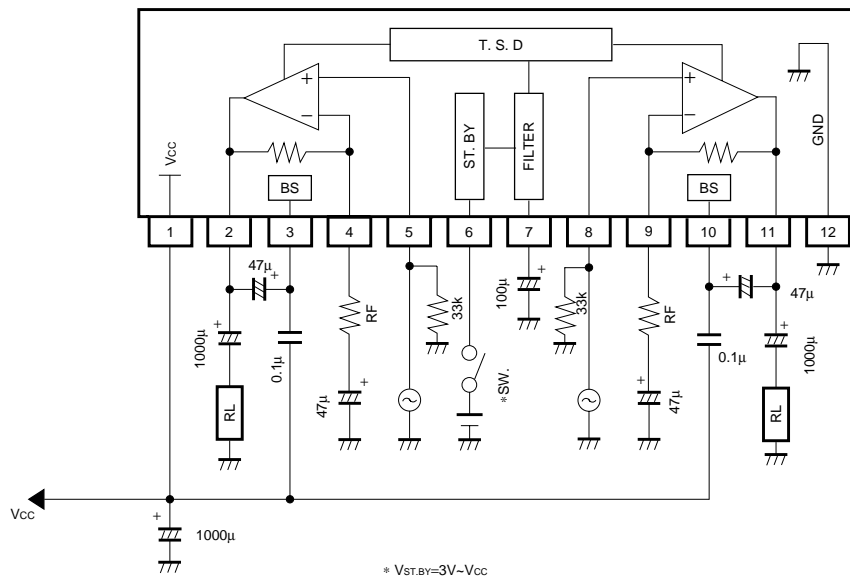 T. S. D
VCC
ST. BY
FILTER
GND
BS
BS
1
2
3
4
5
6
7
8
9
10
11
12
47μ
+
1000μ
+
0.1μ
RL
RF
47μ
+
33k
*SW.
100μ
+
33k
RF
47μ
+
0.1μ
+
47μ
1000μ
+
RL
VCC
+
1000μ
* VST.BY=3V~VCC